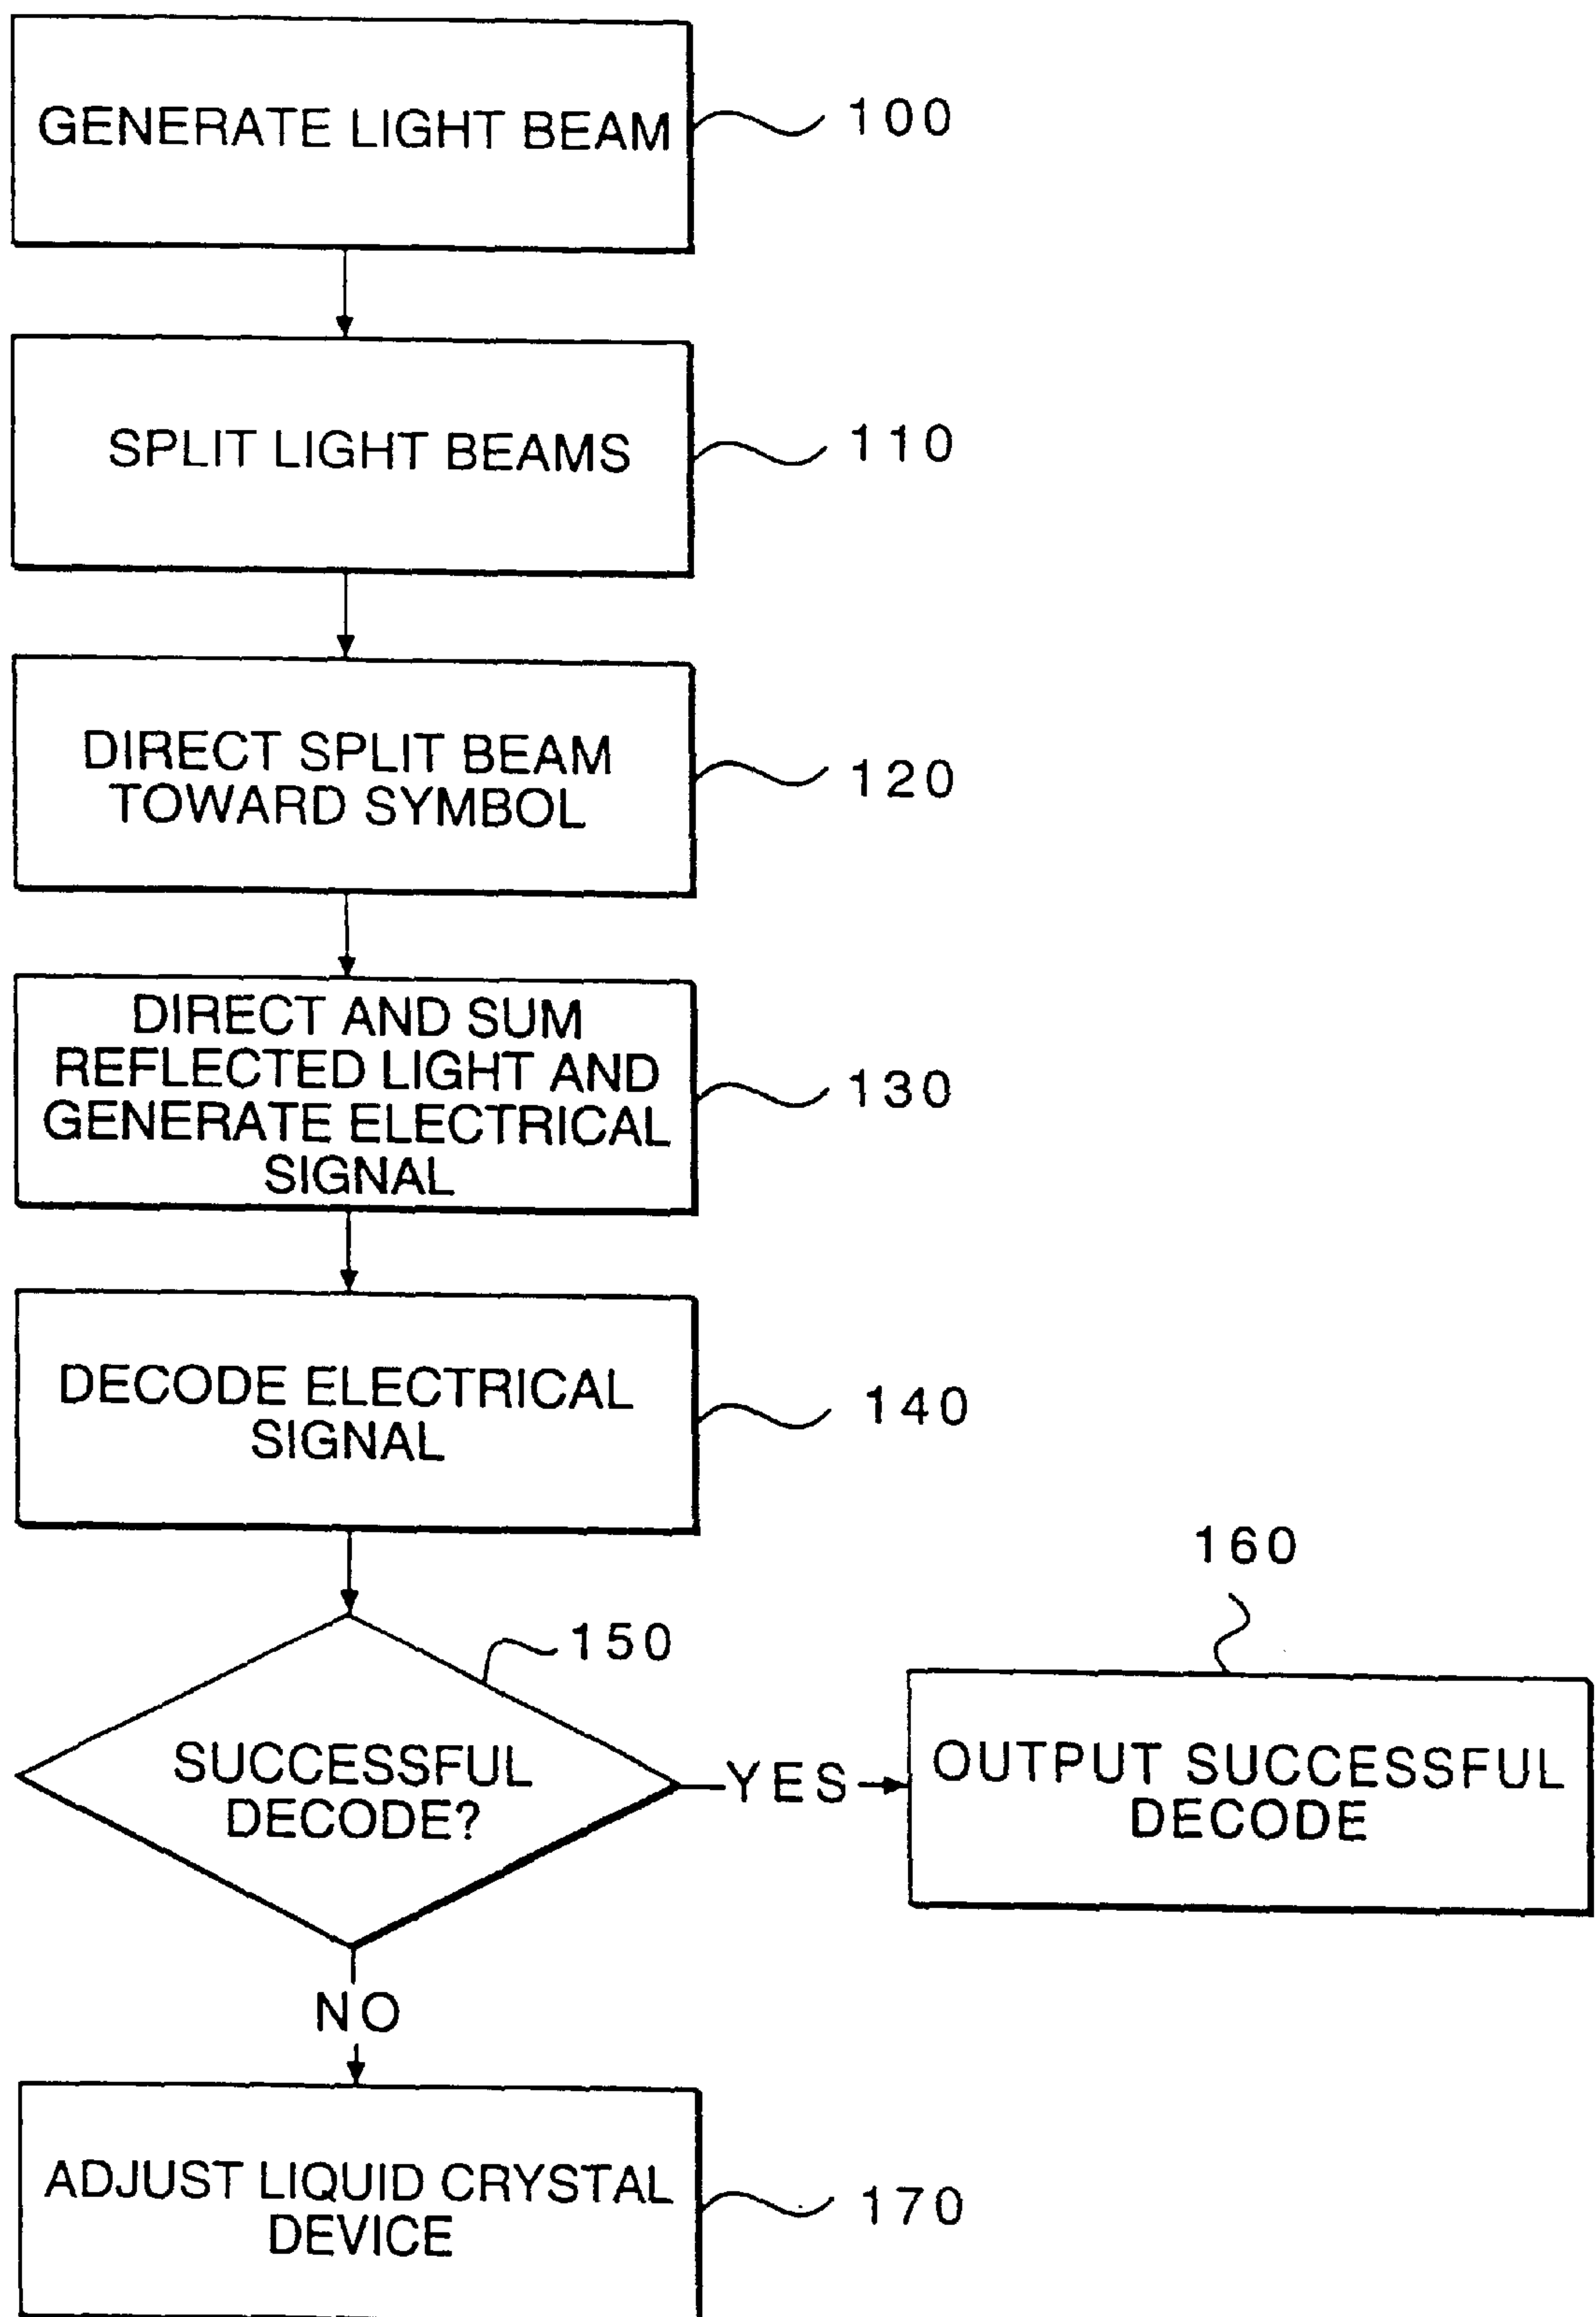 GENERATE LIGHT BEAM
100
SPLIT LIGHT BEAMS
110
DIRECT SPLIT BEAM
TOWARD SYMBOL
120
DIRECT AND SUM
REFLECTED LIGHT AND
GENERATE ELECTRICAL
SIGNAL
130
DECODE ELECTRICAL
SIGNAL
140
150
SUCCESSFUL
DECODE?
YES
160
OUTPUT SUCCESSFUL
DECODE
NO
ADJUST LIQUID CRYSTAL
DEVICE
170